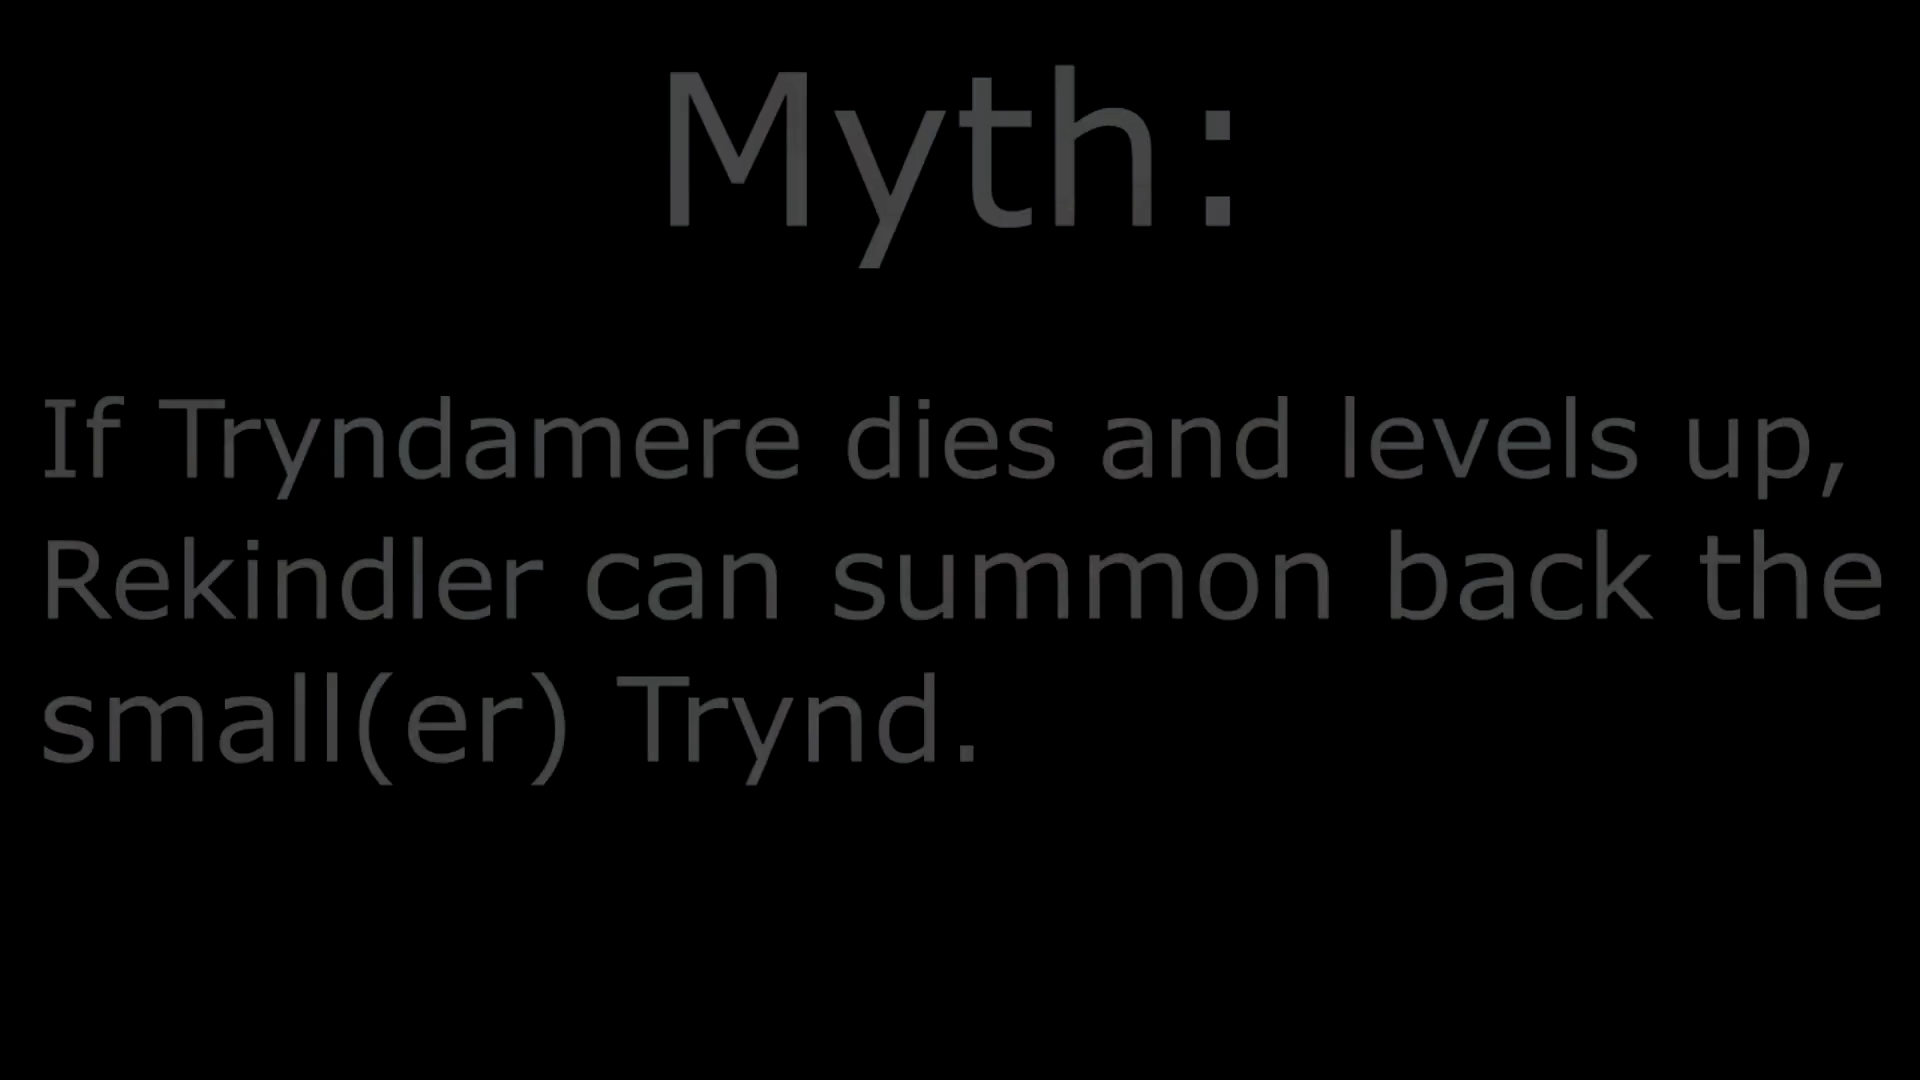 Myth:
If Tryndamere dies and levels up,
Rekindler can summon back the
small(er) Trynd.